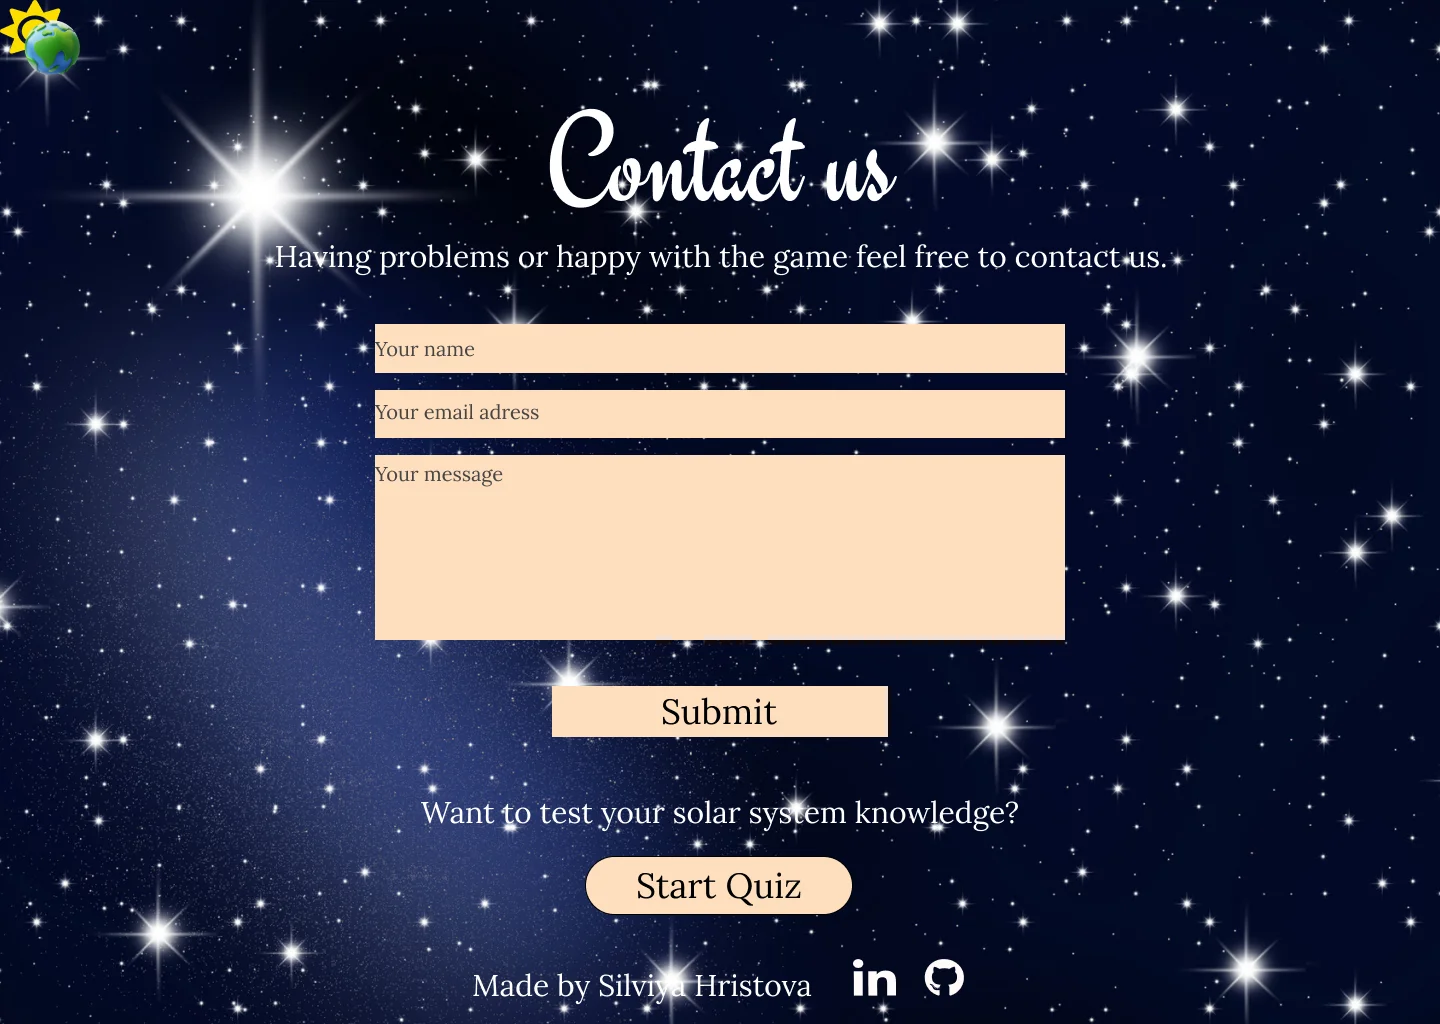 Contact us
Having problems or happy with the game feel free to contact us.
Your name
Your email adress
Your message
Submit
Want to test your solar system knowledge?
Start Quiz
Made by Silviya Hristova
in